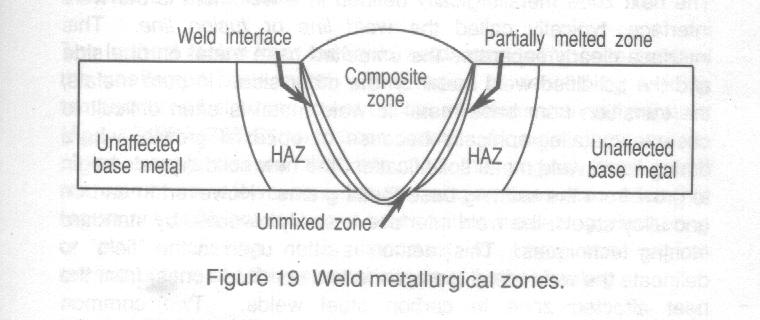 Weld interface
Partially melted zone
Composite
zone
Unaffected
base metal
HAZ
HAZ
Unaffected
base metal
Unmixed zone
Figure 19 Weld metallurgical zones.